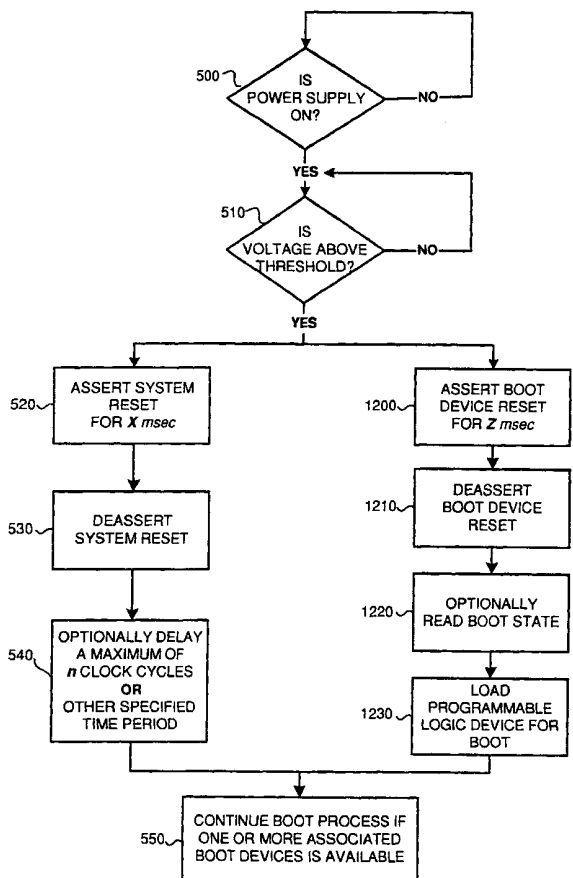 500
IS
POWER SUPPLY
ON?
NO
YES
510
IS
VOLTAGE ABOVE
THRESHOLD?
NO
YES
520
ASSERT SYSTEM
RESET
FOR X msec
1200
ASSERT BOOT
DEVICE RESET
FOR Z msec
530
DEASSERT
SYSTEM RESET
1210
DEASSERT
BOOT DEVICE
RESET
540
OPTIONALLY DELAY
A MAXIMUM OF
n CLOCK CYCLES
OR
OTHER SPECIFIED
TIME PERIOD
1220
OPTIONALLY
READ BOOT STATE
1230
LOAD
PROGRAMMABLE
LOGIC DEVICE FOR
BOOT
550
CONTINUE BOOT PROCESS IF
ONE OR MORE ASSOCIATED
BOOT DEVICES IS AVAILABLE